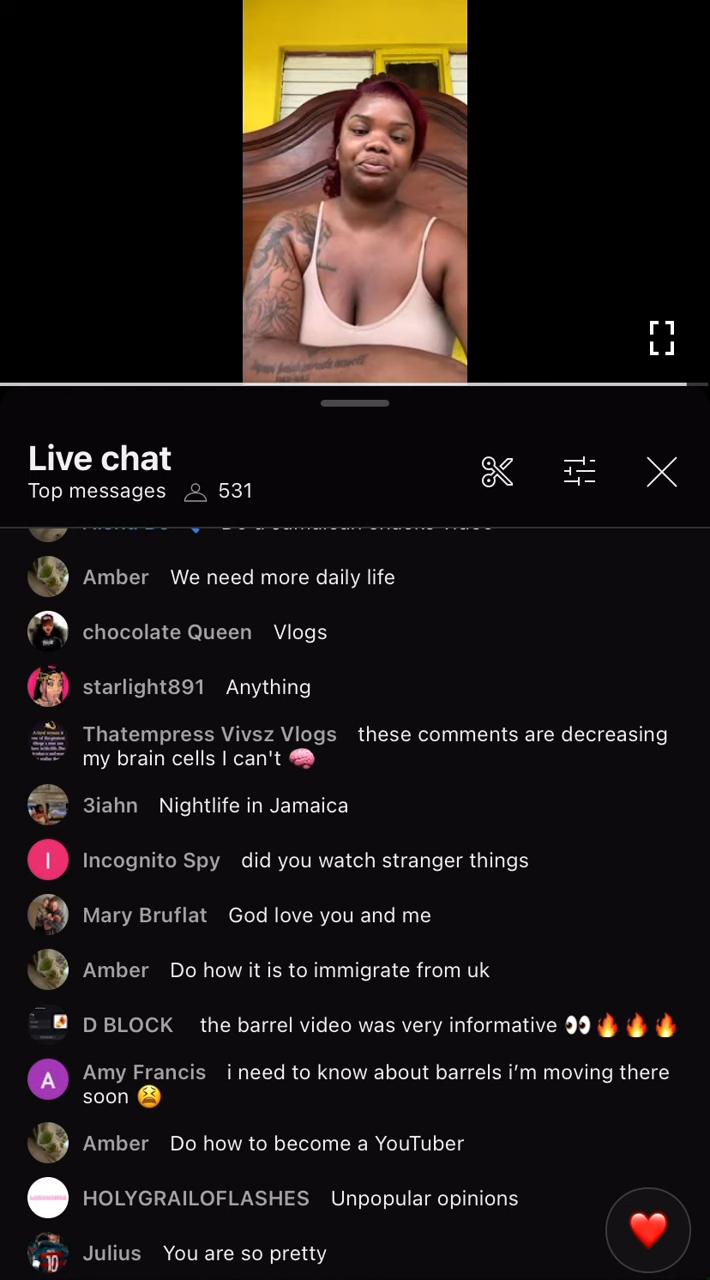 Live chat
Top messages 531
Amber We need more daily life
chocolate Queen Vlogs
starlight891 Anything
Thatempress Vivsz Vlogs these comments are decreasing
my brain cells I can't 🧠
3iahn Nightlife in Jamaica
I Incognito Spy did you watch stranger things
Mary Bruflat God love you and me
Amber Do how it is to immigrate from uk
D BLOCK the barrel video was very informative 👀🔥🔥🔥
A Amy Francis i need to know about barrels i’m moving there
soon 😫
Amber Do how to become a YouTuber
HOLYGRAILOFLASHES Unpopular opinions
10 Julius You are so pretty